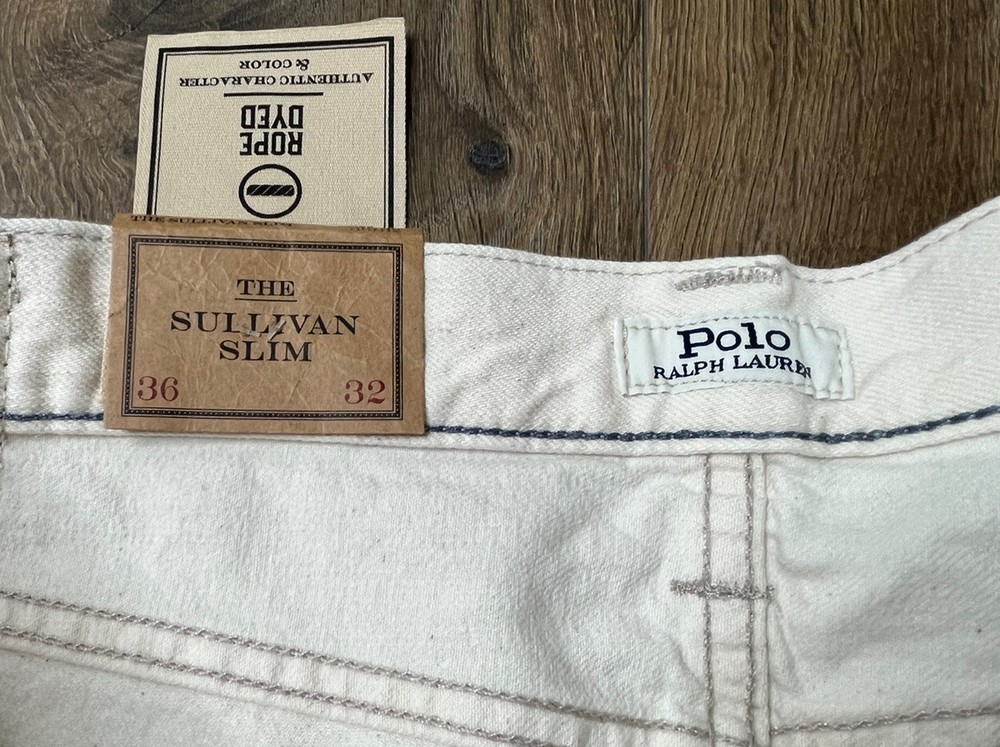 ROPE
DYED
AUTHENTIC CHARACTER
& COLOR
THE SULLIVAN SLIM
THE
SULLIVAN
SLIM
36 32
Polo
RALPH LAUREN